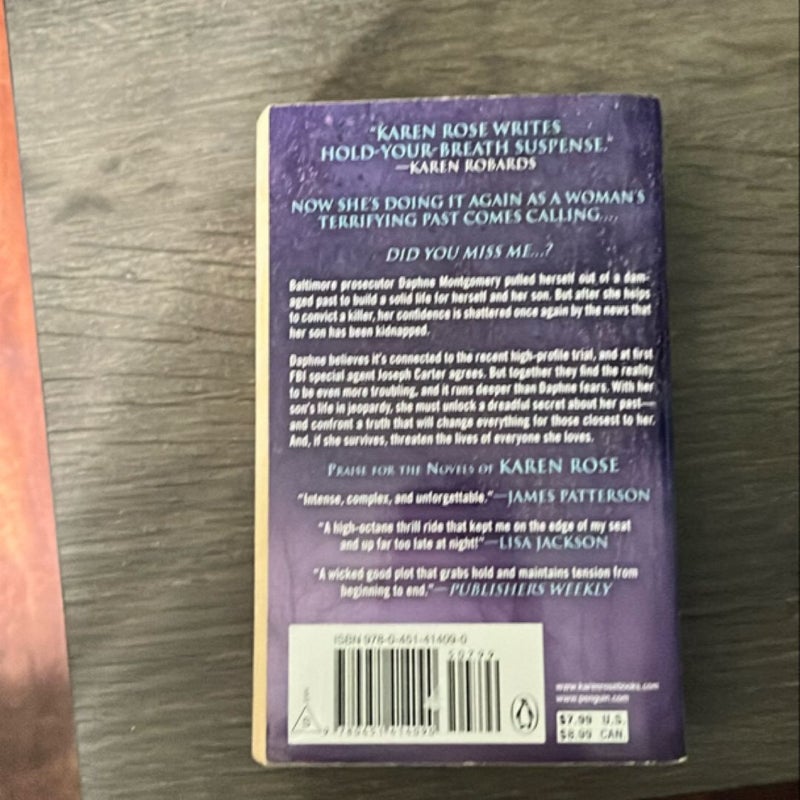 "KAREN ROSE WRITES
HOLD-YOUR-BREATH SUSPENSE."
—KAREN ROBARDS
NOW SHE'S DOING IT AGAIN AS A WOMAN'S
TERRIFYING PAST COMES CALLING....
DID YOU MISS ME...?
Baltimore prosecutor Daphne Montgomery pulled herself out of a dam-
aged past to build a solid life for herself and her son. But after she helps
to convict a killer, her confidence is shattered once again by the news that
her son has been kidnapped.
Daphne believes it's connected to the recent high-profile trial, and at first
FBI special agent Joseph Carter agrees. But together they find the reality
to be even more troubling, and it runs deeper than Daphne fears. With her
son's life in jeopardy, she must unlock a dreadful secret about her past—
and confront a truth that will change everything for those closest to her.
And, if she survives, threaten the lives of everyone she loves.
PRAISE FOR THE NOVELS OF KAREN ROSE
"Intense, complex, and unforgettable."—JAMES PATTERSON
"A high-octane thrill ride that kept me on the edge of my seat
and up far too late at night!"—LISA JACKSON
"A wicked good plot that grabs hold and maintains tension from
beginning to end."—PUBLISHERS WEEKLY
ISBN 978-0-451-41409-0
50799
9 780451 414090
www.karenrosebooks.com
www.penguin.com
$7.99 U.S.
$8.99 CAN.